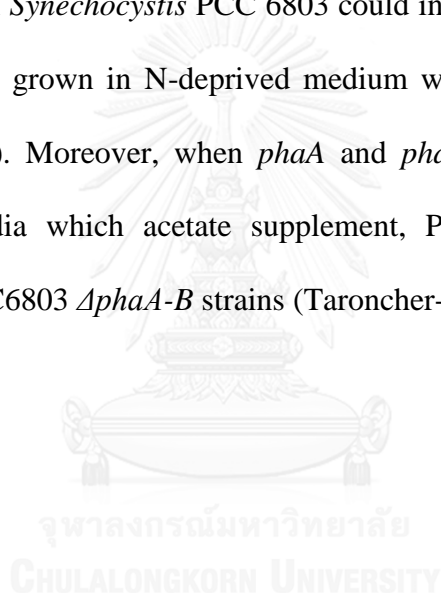 Synechocystis PCC 6803 could in
grown in N-deprived medium w
). Moreover, when phaA and pha
dia which acetate supplement, P
C6803 ΔphaA-B strains (Taroncher-
จุฬาลงกรณ์มหาวิทยาลัย
CHULALONGKORN UNIVERSITY